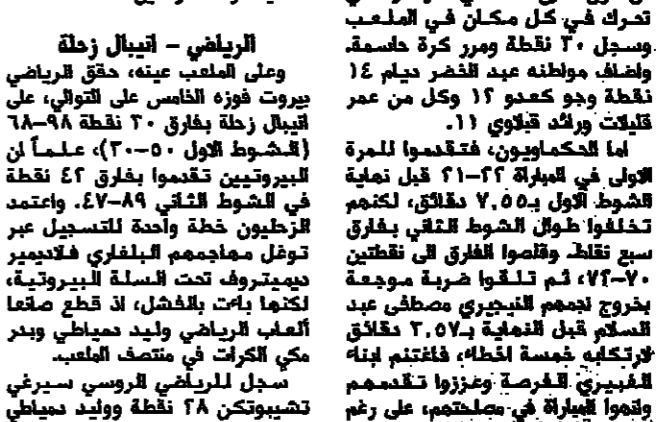 تحرك في كل مكان في الملعب
وسجل ٣٠ نقطة ومرر كرة حاسمة.
واضاف مواطنه عبد الخضر ديام ١٤
نقطة وجو كعدو ١٢ وكل من عمر
قليلات ورائد قبلاوي ١١.
اما الحكماويون، فتقدموا للمرة
الاولى في المباراة ٢٢–٢١ قبل نهاية
الشوط الأول بـ٧,٥٥ دقائق، لكنهم
تخلفوا طوال الشوط الثاني بفارق
سبع نقاط. وقلصوا الفارق الى نقطتين
٧٠–٧٢، ثم تلقوا ضربة موجعة
بخروج نجمهم النيجيري مصطفى عبد
السلام قبل النهاية بـ٣,٥٧ دقائق
لارتكابه خمسة اخطاء، فاغتنم ابناء
الغبيري الفرصة وعززوا تقدمهم
وانهوا المباراة في مصلحتهم، على رغم
الرياضي – انيبال زحلة
وعلى الملعب عينه، حقق الرياضي
بيروت فوزه الخامس على التوالي، على
انيبال زحلة بفارق ٣٠ نقطة ٩٨–٦٨
(الشوط الاول ٥٠–٣٠)، علماً ان
البيروتيين تقدموا بفارق ٤٢ نقطة
في الشوط الثاني ٨٩–٤٧. واعتمد
الزحليون خطة واحدة للتسجيل عبر
توغل مهاجمهم البلغاري فلاديمير
ديميتروف تحت السلة البيروتية،
لكنها باءت بالفشل، اذ قطع صانعا
ألعاب الرياضي وليد دمياطي وبدر
مكي الكرات في منتصف الملعب.
سجل للرياضي الروسي سيرغي
تشيبوتكن ٢٨ نقطة ووليد دمياطي